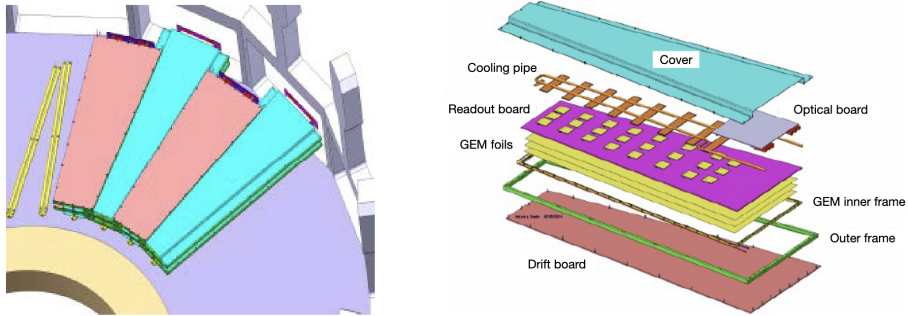 Cover
Cooling pipe
Readout board
Optical board
GEM foils
GEM inner frame
Outer frame
Drift board